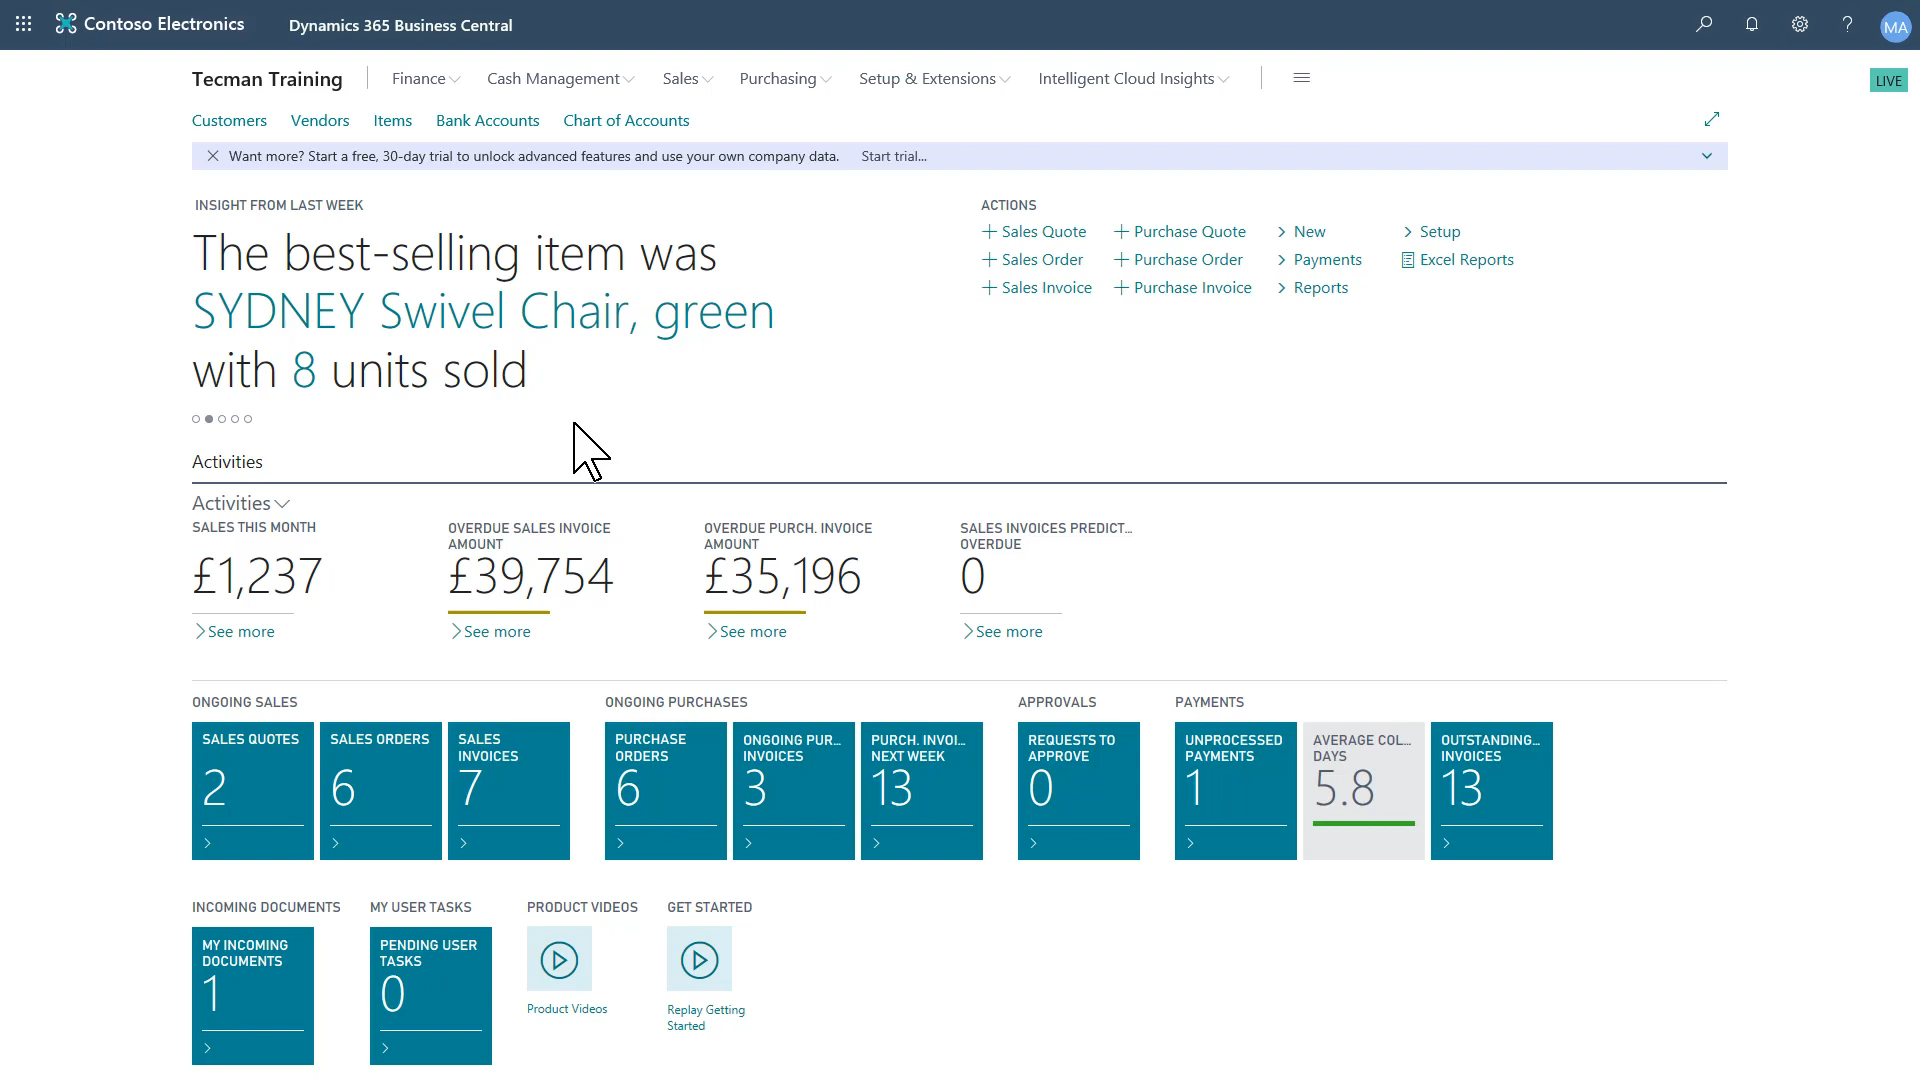 Contoso Electronics Dynamics 365 Business Central ? MA
Tecman Training Finance Cash Management Sales Purchasing Setup & Extensions Intelligent Cloud Insights LIVE
Customers Vendors Items Bank Accounts Chart of Accounts
Want more? Start a free, 30-day trial to unlock advanced features and use your own company data. Start trial...
INSIGHT FROM LAST WEEK
The best-selling item was
SYDNEY Swivel Chair, green
with 8 units sold
ACTIONS
+ Sales Quote + Purchase Quote > New > Setup
+ Sales Order + Purchase Order > Payments Excel Reports
+ Sales Invoice + Purchase Invoice > Reports
Activities
Activities
SALES THIS MONTH
£1,237
> See more
OVERDUE SALES INVOICE
AMOUNT
£39,754
> See more
OVERDUE PURCH. INVOICE
AMOUNT
£35,196
> See more
SALES INVOICES PREDICT...
OVERDUE
0
> See more
ONGOING SALES
SALES QUOTES
2
>
SALES ORDERS
6
>
SALES
INVOICES
7
>
ONGOING PURCHASES
PURCHASE
ORDERS
6
>
ONGOING PUR...
INVOICES
3
>
PURCH. INVOI...
NEXT WEEK
13
>
APPROVALS
REQUESTS TO
APPROVE
0
>
PAYMENTS
UNPROCESSED
PAYMENTS
1
>
AVERAGE COL...
DAYS
5.8
OUTSTANDING...
INVOICES
13
>
INCOMING DOCUMENTS
MY INCOMING
DOCUMENTS
1
>
MY USER TASKS
PENDING USER
TASKS
0
>
PRODUCT VIDEOS
Product Videos
GET STARTED
Replay Getting
Started